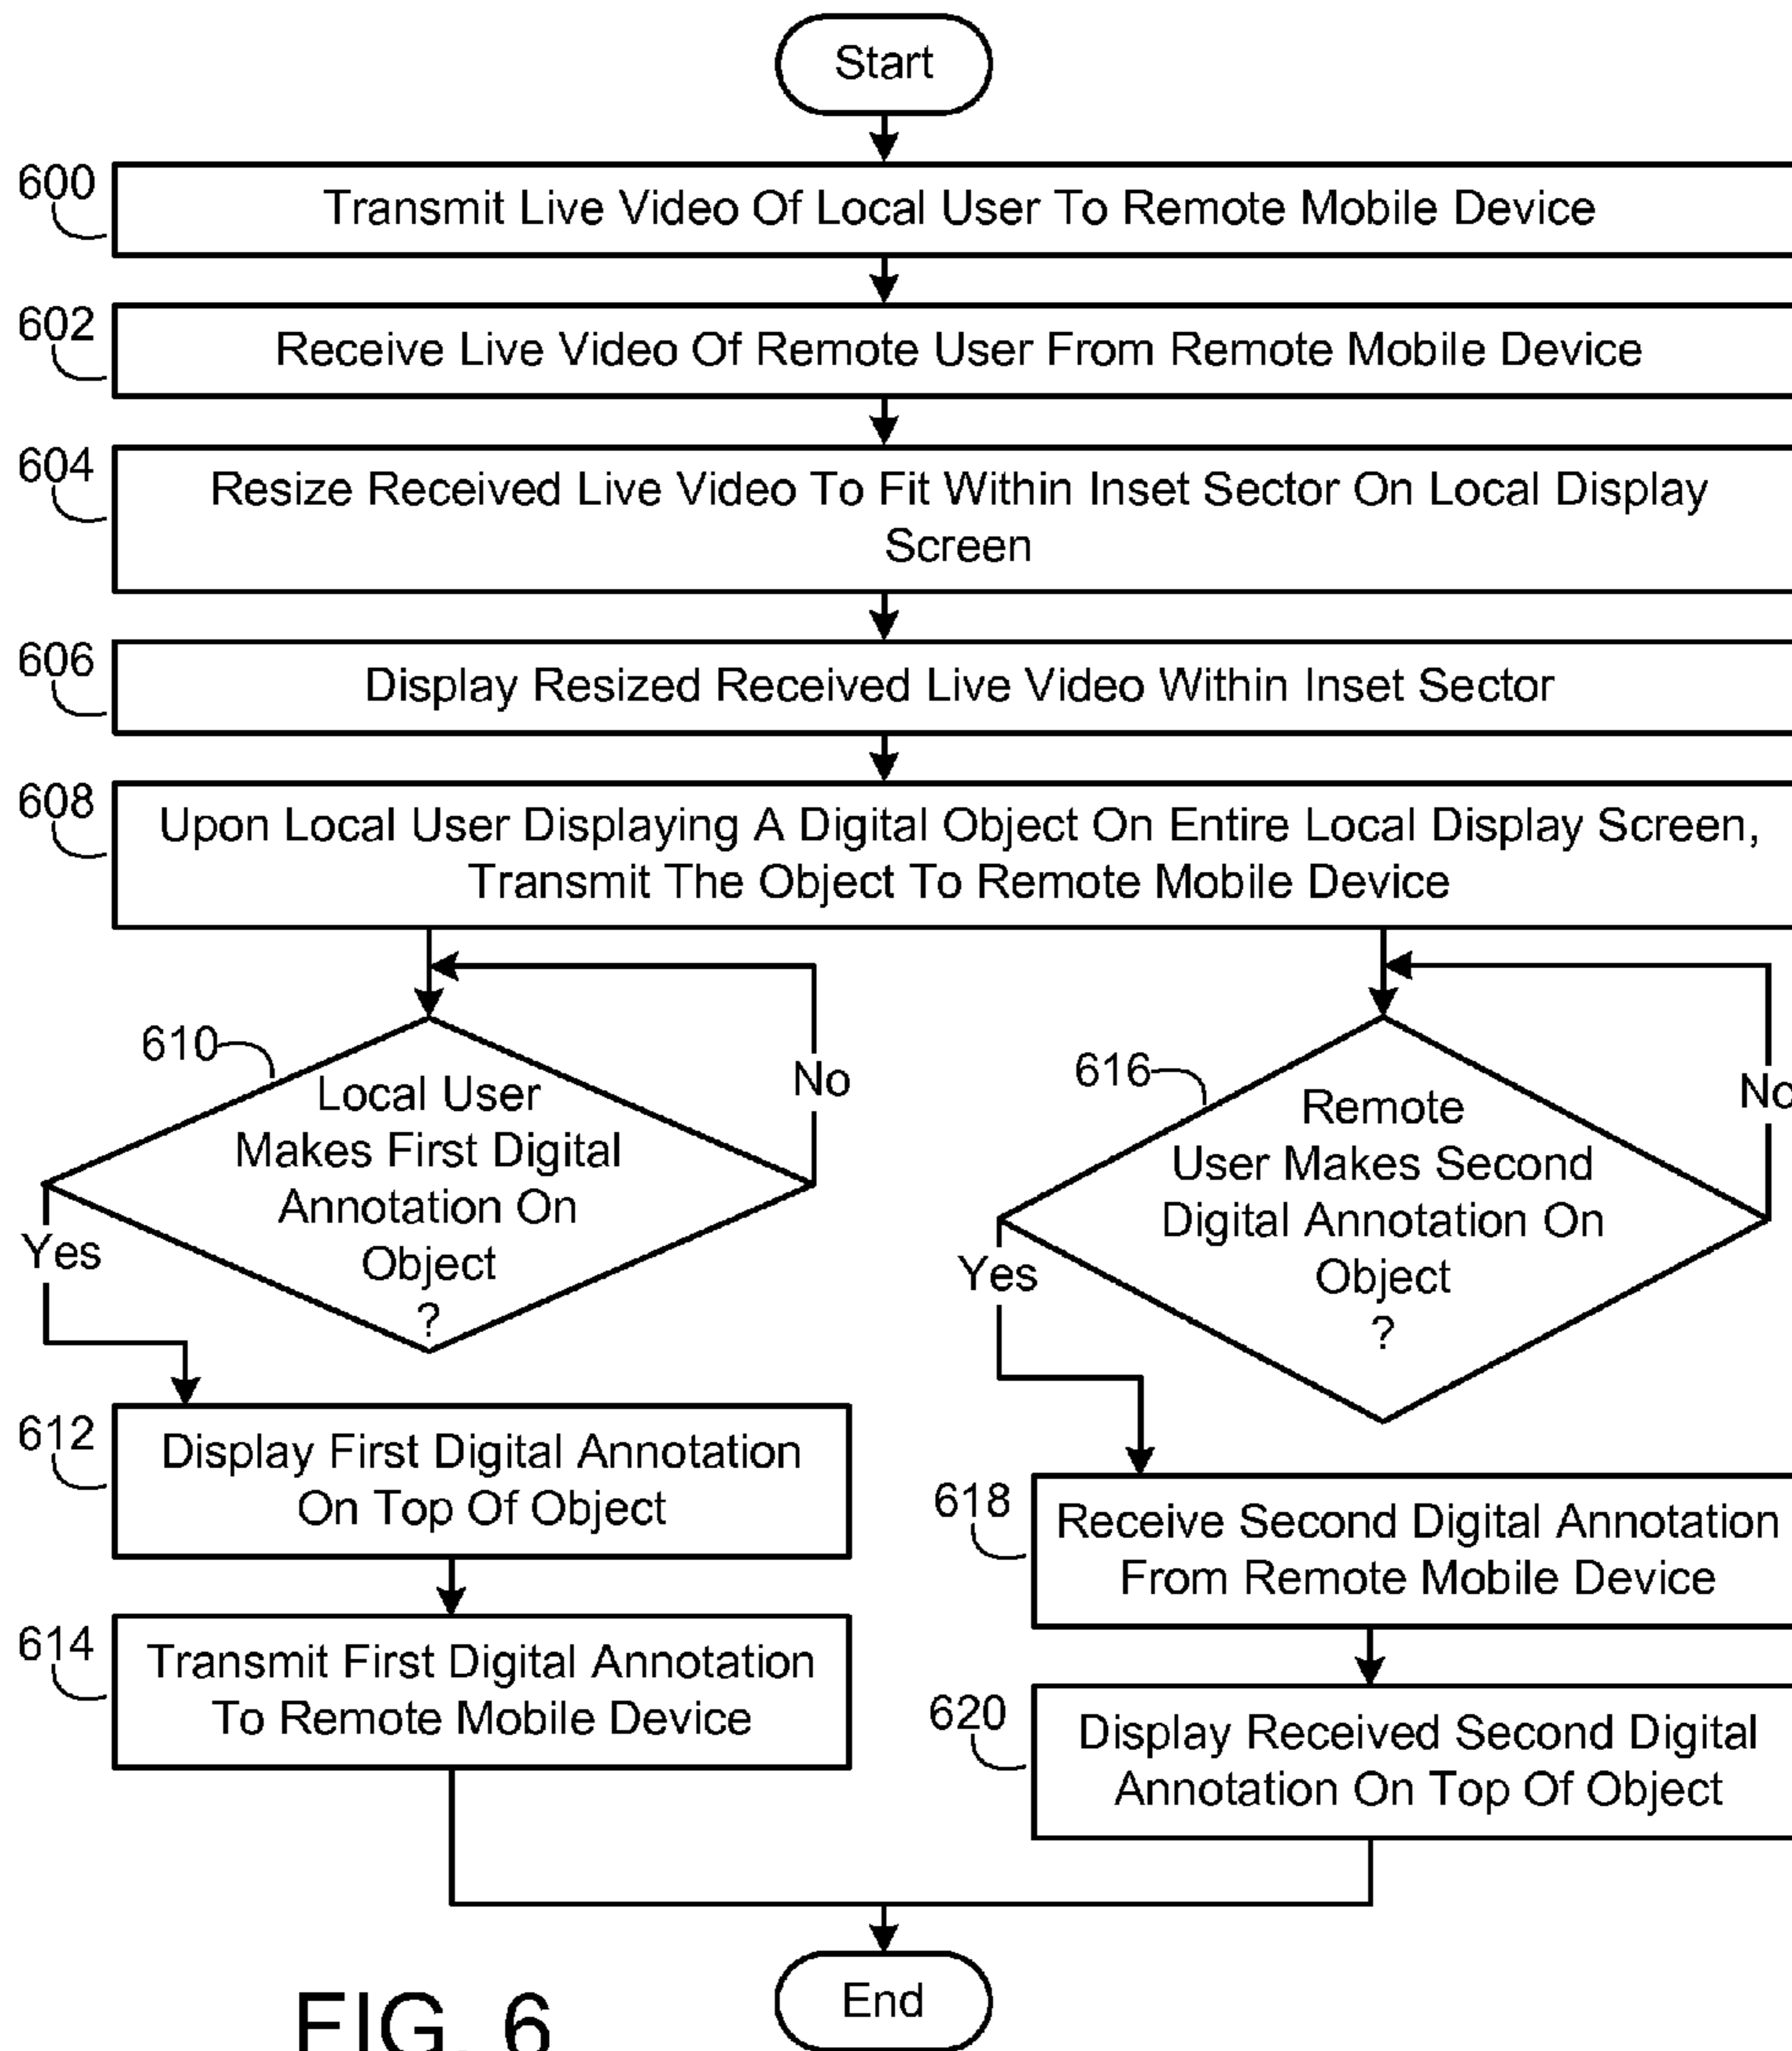 Start
600
Transmit Live Video Of Local User To Remote Mobile Device
602
Receive Live Video Of Remote User From Remote Mobile Device
604
Resize Received Live Video To Fit Within Inset Sector On Local Display
Screen
606
Display Resized Received Live Video Within Inset Sector
608
Upon Local User Displaying A Digital Object On Entire Local Display Screen,
Transmit The Object To Remote Mobile Device
610
Local User
Makes First Digital
Annotation On
Object
?
No
Yes
612
Display First Digital Annotation
On Top Of Object
614
Transmit First Digital Annotation
To Remote Mobile Device
616
Remote
User Makes Second
Digital Annotation On
Object
?
No
Yes
618
Receive Second Digital Annotation
From Remote Mobile Device
620
Display Received Second Digital
Annotation On Top Of Object
End
FIG. 6